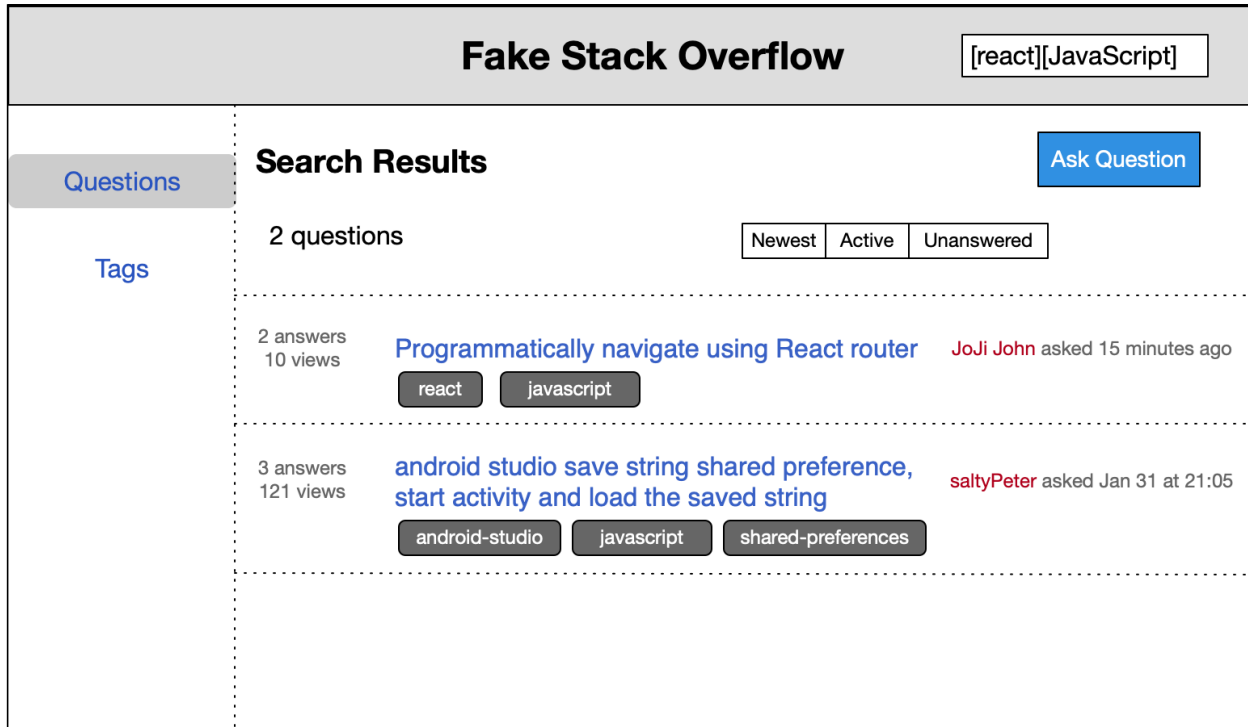 Fake Stack Overflow
[react][JavaScript]
Questions
Tags
Search Results
Ask Question
2 questions
Newest
Active
Unanswered
2 answers
10 views
Programmatically navigate using React router
JoJi John asked 15 minutes ago
react
javascript
3 answers
121 views
android studio save string shared preference,
start activity and load the saved string
saltyPeter asked Jan 31 at 21:05
android-studio
javascript
shared-preferences